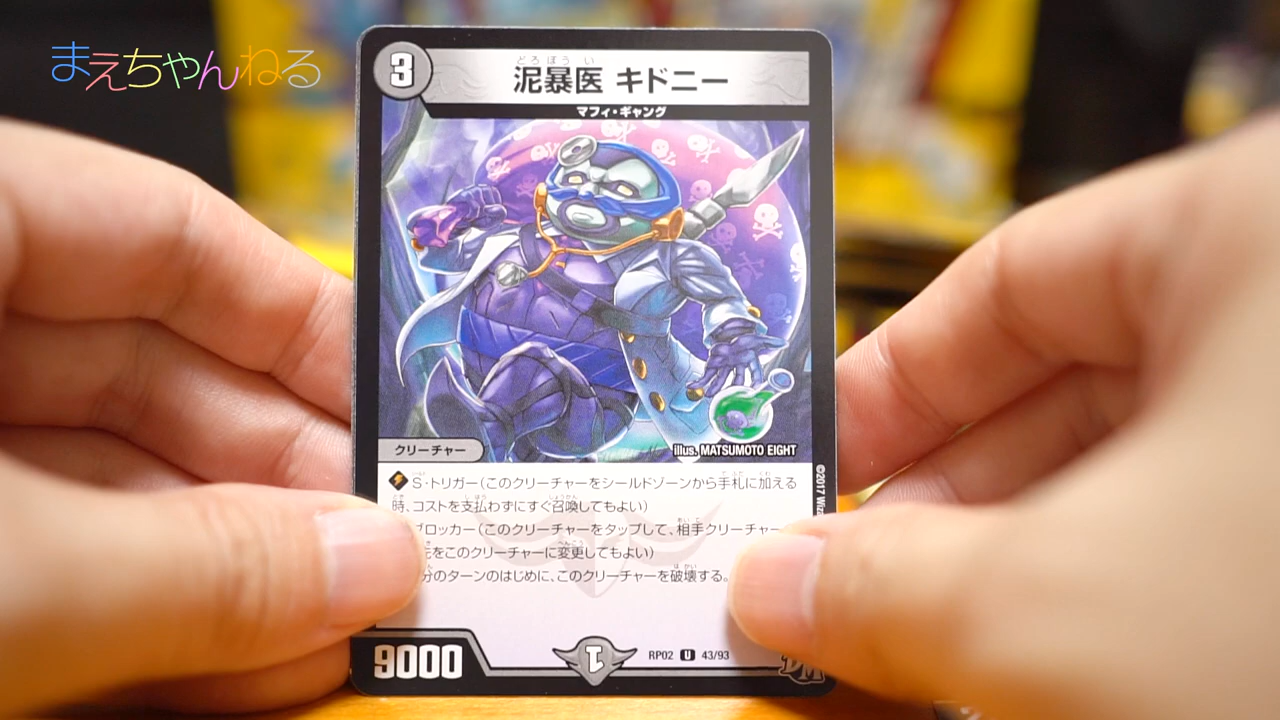 まえちゃんねる
3
どろぼうい
泥暴医 キドニー
マフィ・ギャング
クリーチャー
illus. MATSUMOTO EIGHT
S・トリガー(このクリーチャーをシールドゾーンから手札に加える
時、コストを支払わずにすぐ召喚してもよい)
ブロッカー(このクリーチャーをタップして、相手クリーチャー
をこのクリーチャーに変更してもよい)
分のターンのはじめに、このクリーチャーを破壊する。
©2017
9000
1
RP02 U 43/93
DM